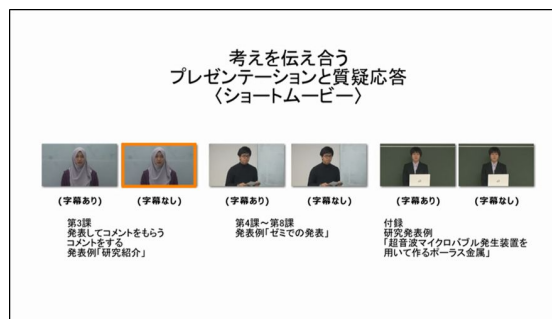 考えを伝え合う
プレゼンテーションと質疑応答
〈ショートムービー〉
(字幕あり)
(字幕なし)
(字幕あり)
(字幕なし)
(字幕あり)
(字幕なし)
第3課
発表してコメントをもらう
コメントをする
発表例「研究紹介」
第4課～第8課
発表例「ゼミでの発表」
付録
研究発表例
「超音波マイクロバブル発生装置を
用いて作るポーラス金属」